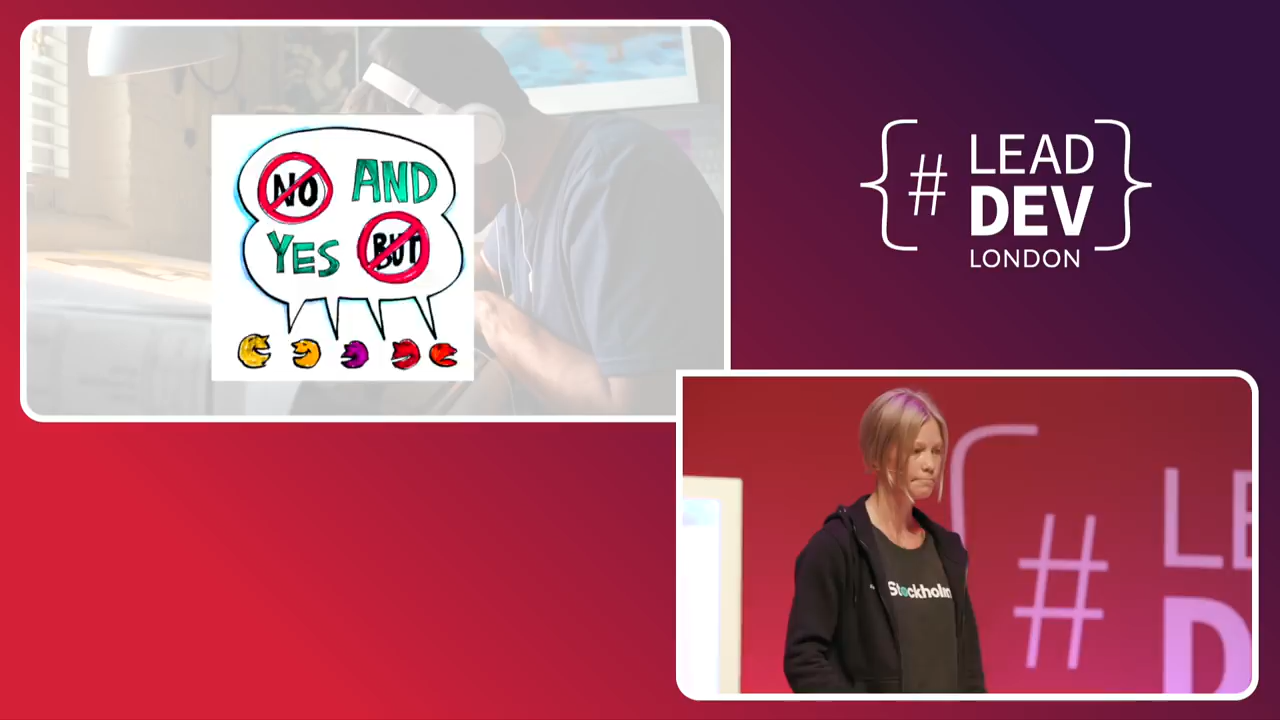 NO AND
YES BUT
# LEAD
DEV
LONDON
Stockholm
# LE
D